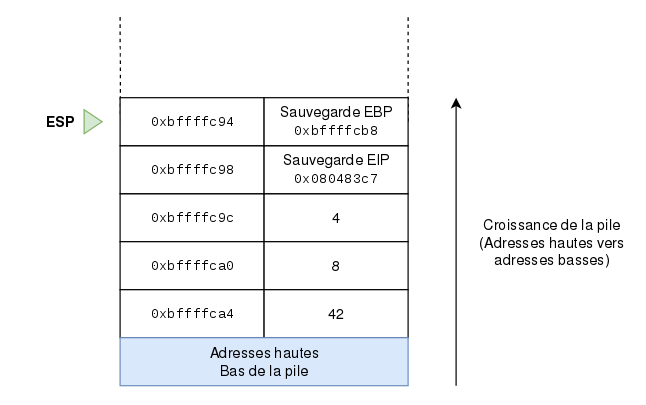 ESP
0xbffffc94
Sauvegarde EBP
0xbffffcb8
0xbffffc98
Sauvegarde EIP
0x080483c7
0xbffffc9c
4
0xbffffca0
8
0xbffffca4
42
Adresses hautes
Bas de la pile
Croissance de la pile
(Adresses hautes vers
adresses basses)